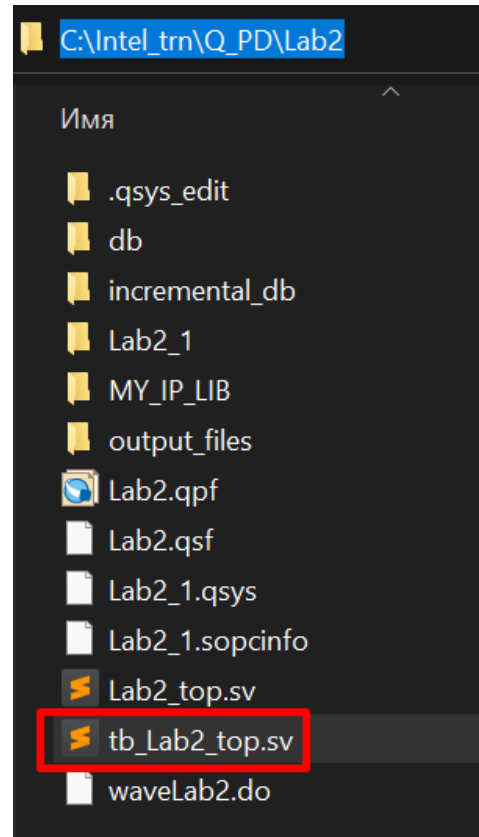 C:\Intel_trn\Q_PD\Lab2
Имя
.qsys_edit
db
incremental_db
Lab2_1
MY_IP_LIB
output_files
Lab2.qpf
Lab2.qsf
Lab2_1.qsys
Lab2_1.sopcinfo
Lab2_top.sv
tb_Lab2_top.sv
waveLab2.do